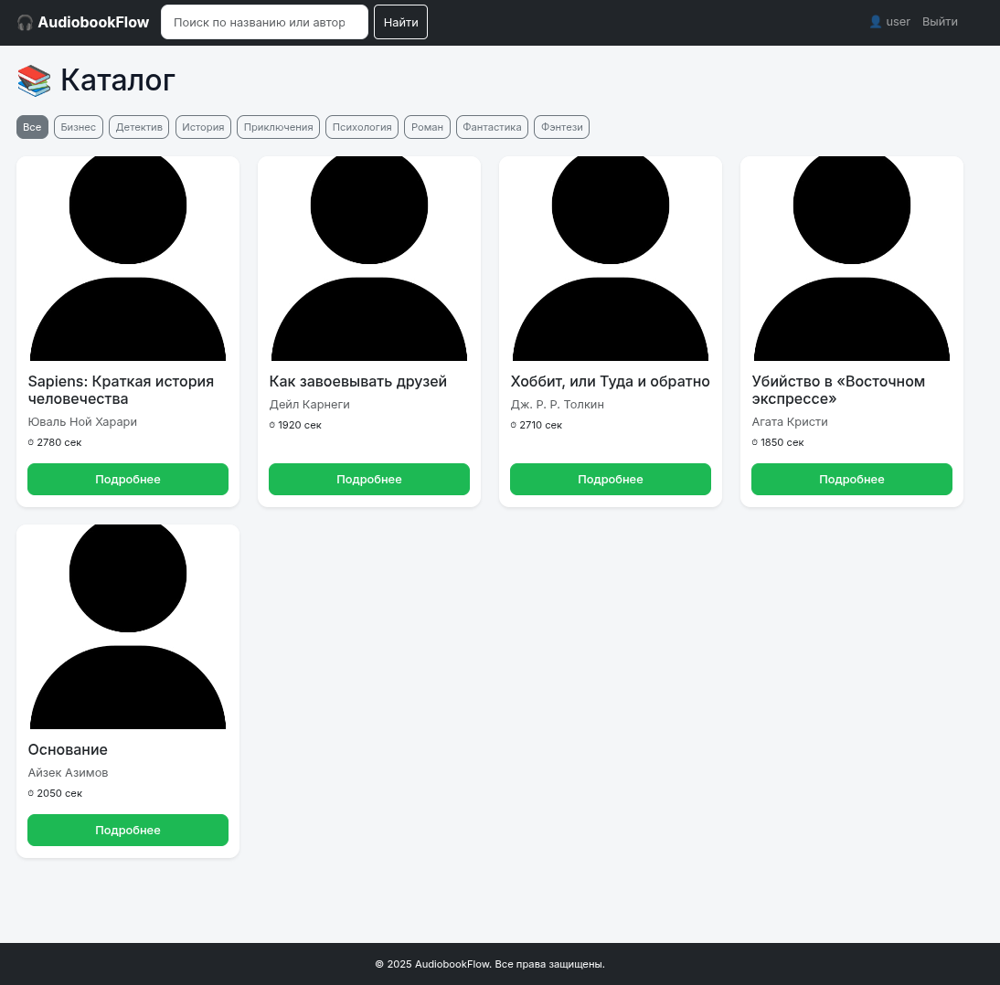 🎧 AudiobookFlow Поиск по названию или автор Найти 👤 user Выйти
📚 Каталог
Все Бизнес Детектив История Приключения Психология Роман Фантастика Фэнтези
Sapiens: Краткая история человечества
Юваль Ной Харари
⏱ 2780 сек
Подробнее
Как завоевывать друзей
Дейл Карнеги
⏱ 1920 сек
Подробнее
Хоббит, или Туда и обратно
Дж. Р. Р. Толкин
⏱ 2710 сек
Подробнее
Убийство в «Восточном экспрессе»
Агата Кристи
⏱ 1850 сек
Подробнее
Основание
Айзек Азимов
⏱ 2050 сек
Подробнее
© 2025 AudiobookFlow. Все права защищены.